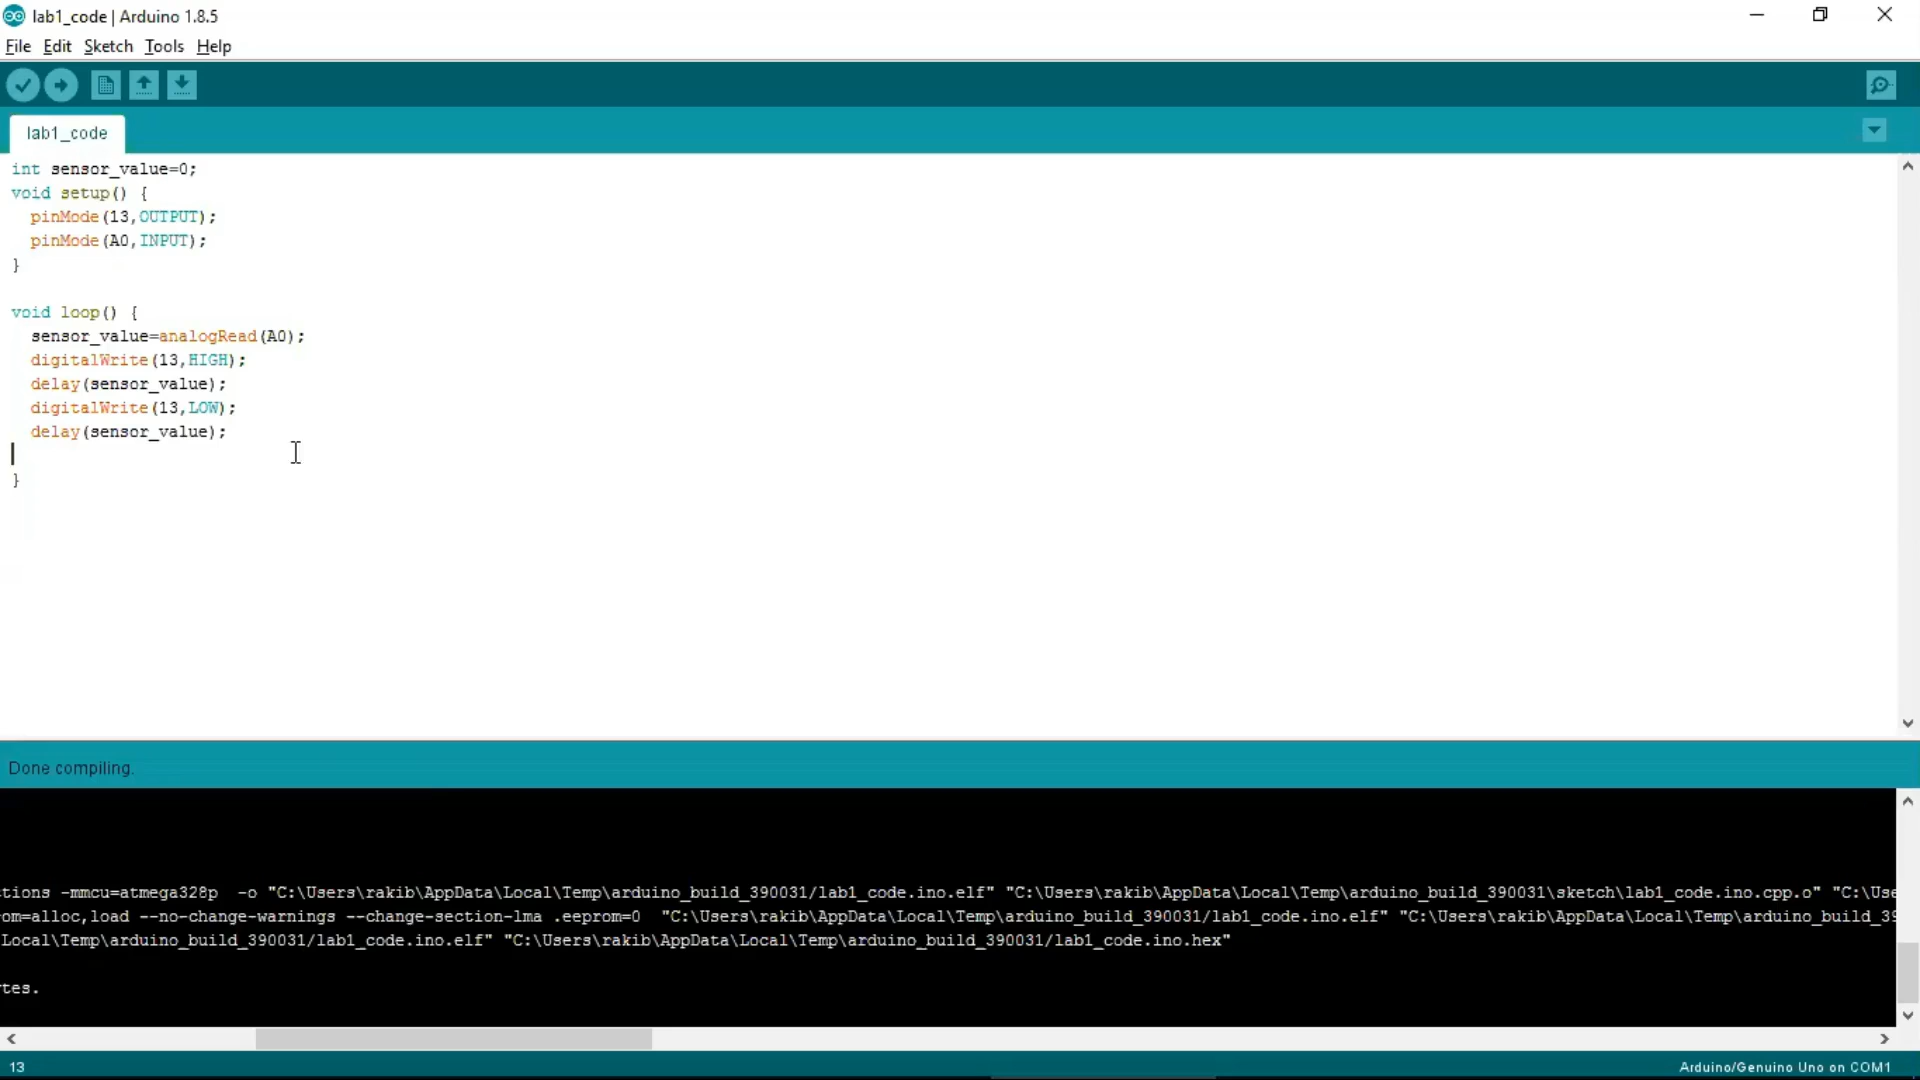 lab1_code | Arduino 1.8.5
File Edit Sketch Tools Help
lab1_code
int sensor_value=0;
void setup() {
  pinMode(13,OUTPUT);
  pinMode(A0,INPUT);
}
void loop() {
  sensor_value=analogRead(A0);
  digitalWrite(13,HIGH);
  delay(sensor_value);
  digitalWrite(13,LOW);
  delay(sensor_value);
}
Done compiling.
tions -mmcu=atmega328p  -o "C:\Users\rakib\AppData\Local\Temp\arduino_build_390031/lab1_code.ino.elf" "C:\Users\rakib\AppData\Local\Temp\arduino_build_390031\sketch\lab1_code.ino.cpp.o" "C:\Use
om=alloc,load --no-change-warnings --change-section-lma .eeprom=0  "C:\Users\rakib\AppData\Local\Temp\arduino_build_390031/lab1_code.ino.elf" "C:\Users\rakib\AppData\Local\Temp\arduino_build_39
Local\Temp\arduino_build_390031/lab1_code.ino.elf" "C:\Users\rakib\AppData\Local\Temp\arduino_build_390031/lab1_code.ino.hex"
tes.
13
Arduino/Genuino Uno on COM1